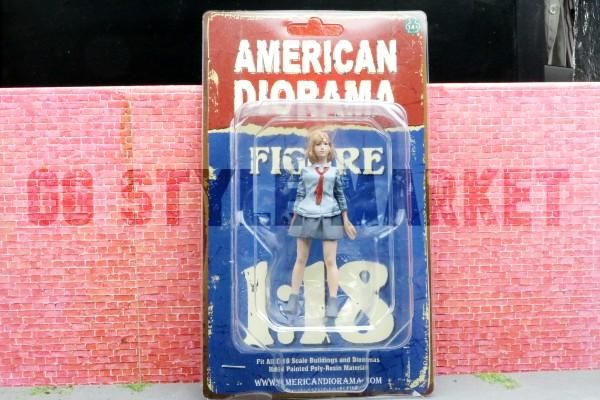 AMERICAN
DIORAMA
FIGURE
GO STYLE MARKET
1:18
Fit All 1:18 Scale Buildings and Dioramas
Hand Painted Poly-Resin Material
WWW.AMERICANDIORAMA.COM